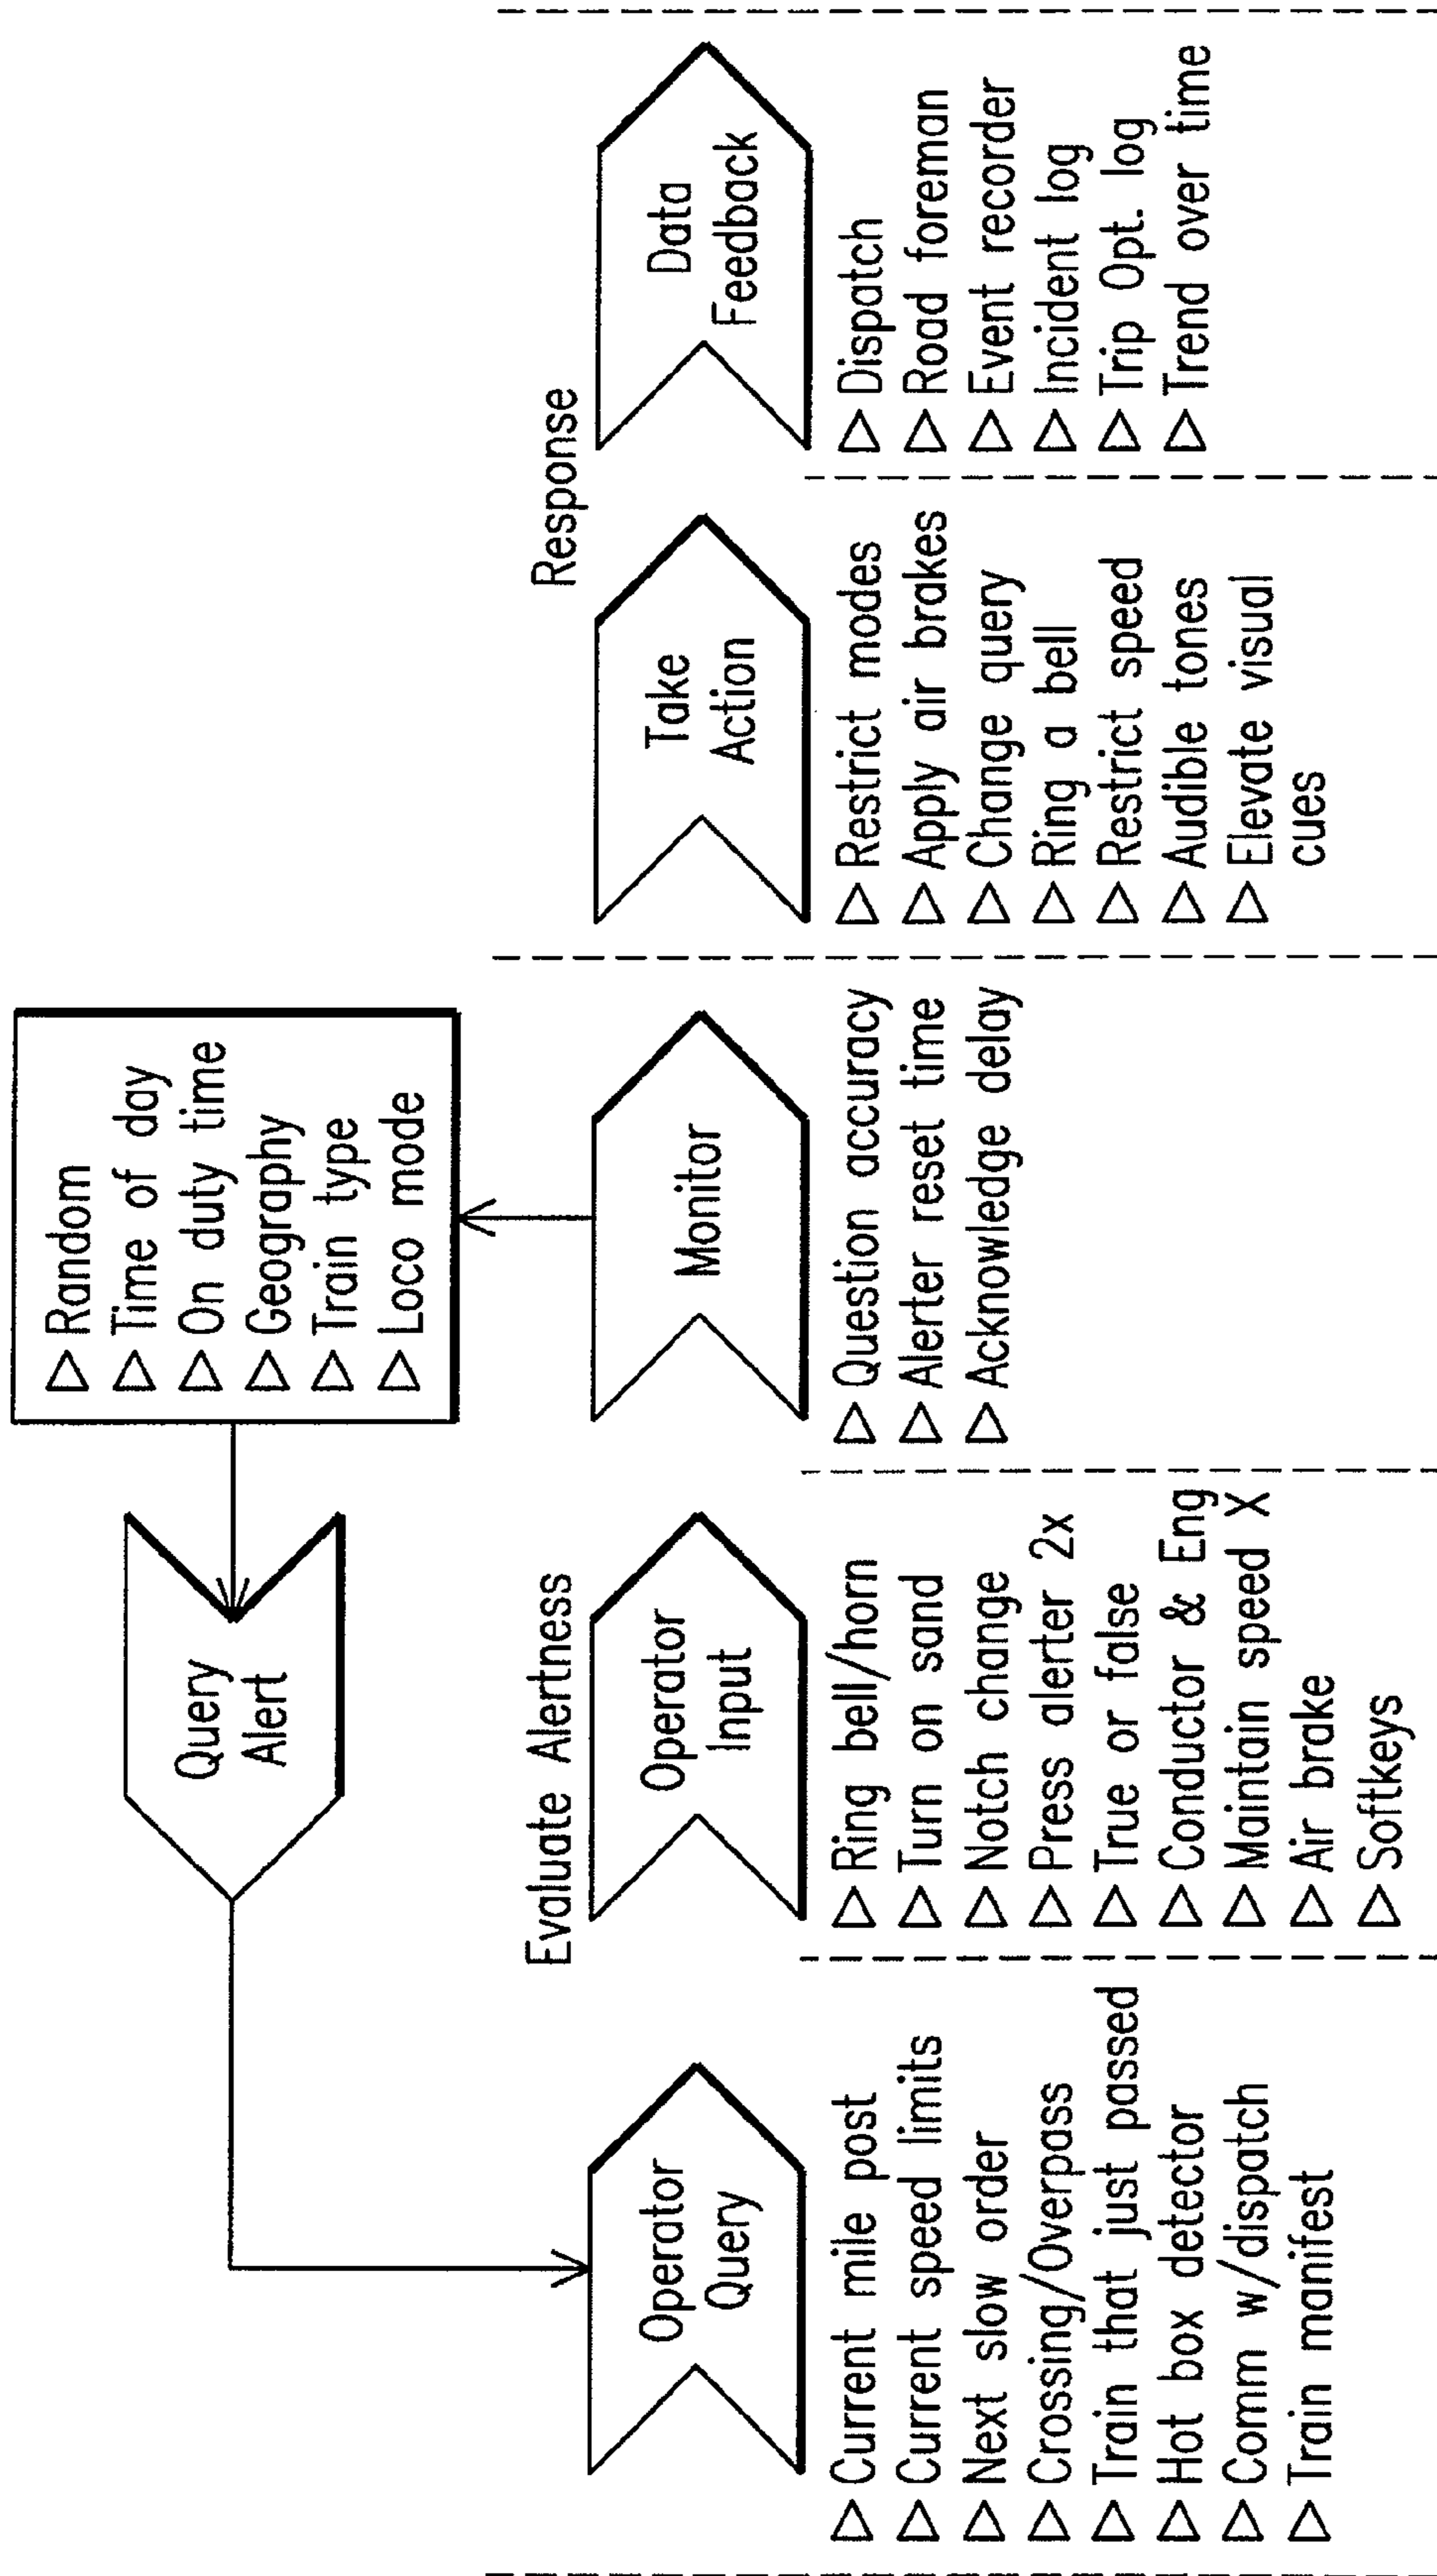 ▷ Random
▷ Time of day
▷ On duty time
▷ Geography
▷ Train type
▷ Loco mode
Query
Alert
Evaluate Alertness
Response
Operator
Query
▷ Current mile post
▷ Current speed limits
▷ Next slow order
▷ Crossing/Overpass
▷ Train that just passed
▷ Hot box detector
▷ Comm w/dispatch
▷ Train manifest
Operator
Input
▷ Ring bell/horn
▷ Turn on sand
▷ Notch change
▷ Press alerter 2x
▷ True or false
▷ Conductor & Eng
▷ Maintain speed X
▷ Air brake
▷ Softkeys
Monitor
▷ Question accuracy
▷ Alerter reset time
▷ Acknowledge delay
Take
Action
▷ Restrict modes
▷ Apply air brakes
▷ Change query
▷ Ring a bell
▷ Restrict speed
▷ Audible tones
▷ Elevate visual
cues
Data
Feedback
▷ Dispatch
▷ Road foreman
▷ Event recorder
▷ Incident log
▷ Trip Opt. log
▷ Trend over time